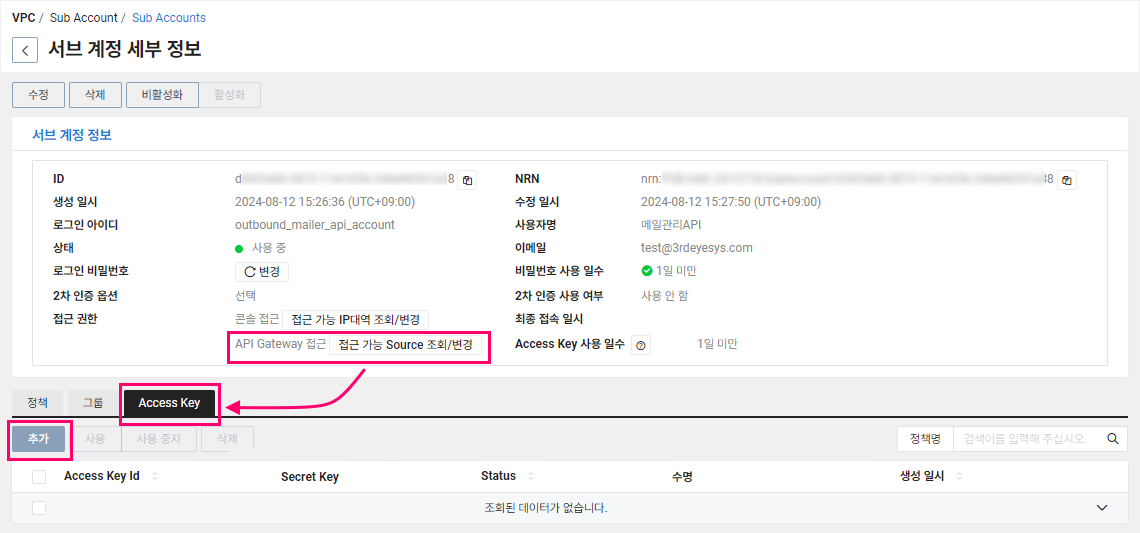 VPC / Sub Account / Sub Accounts
서브 계정 세부 정보
수정 삭제 비활성화 활성화
서브 계정 정보
ID d 8 NRN nrn: 38
생성 일시 2024-08-12 15:26:36 (UTC+09:00) 수정 일시 2024-08-12 15:27:50 (UTC+09:00)
로그인 아이디 outbound_mailer_api_account 사용자명 메일관리API
상태 사용 중 이메일 test@3rdeyesys.com
로그인 비밀번호 변경 비밀번호 사용 일수 1일 미만
2차 인증 옵션 선택 2차 인증 사용 여부 사용 안 함
접근 권한 콘솔 접근 접근 가능 IP대역 조회/변경 최종 접속 일시
API Gateway 접근 접근 가능 Source 조회/변경 Access Key 사용 일수 1일 미만
정책 그룹 Access Key
추가 사용 사용 중지 삭제 정책명 검색어를 입력해 주십시오.
Access Key Id Secret Key Status 수명 생성 일시
조회된 데이터가 없습니다.